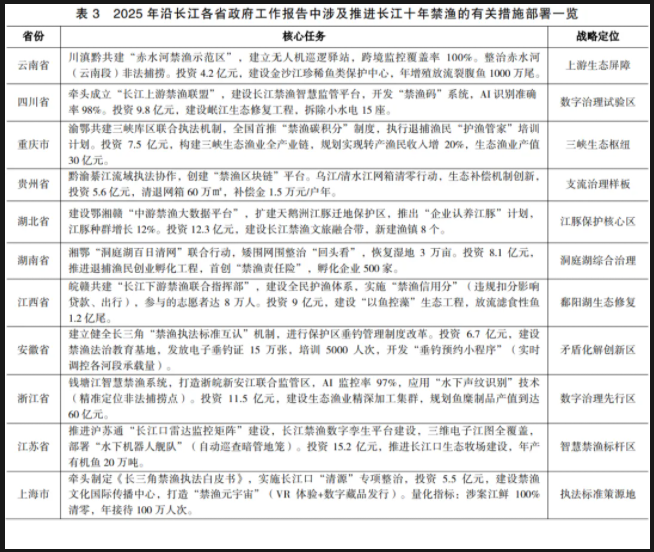 表 3 2025 年沿长江各省政府工作报告中涉及推进长江十年禁渔的有关措施部署一览
省份 核心任务 战略定位
云南省
川滇黔共建“赤水河禁渔示范区”，建立无人机巡逻驿站，跨境监控覆盖率 100%。整治赤水河
（云南段）非法捕捞。投资 4.2 亿元，建设金沙江珍稀鱼类保护中心，年增殖放流裂腹鱼 1000 万尾。
上游生态屏障
四川省
牵头成立“长江上游禁渔联盟”，建设长江禁渔智慧监管平台，开发“禁渔码”系统，AI 识别准确
率 98%。投资 9.8 亿元，建设岷江生态修复工程，拆除小水电 15 座。
数字治理试验区
重庆市
渝鄂共建三峡库区联合执法机制，全国首推“禁渔碳积分”制度，执行退捕渔民“护渔管家”培训
计划。投资 7.5 亿元，构建三峡生态渔业全产业链，规划实现转产渔民收入增 20%，生态渔业产值
30 亿元。
三峡生态枢纽
贵州省
黔渝綦江流域执法协作，创建“禁渔区块链”平台。乌江/清水江网箱清零行动，生态补偿机制创新，
投资 5.6 亿元，清退网箱 60 万㎡，补偿金 1.5 万元/户年。
支流治理样板
湖北省
建设鄂湘赣“中游禁渔大数据平台”，扩建天鹅洲江豚迁地保护区，推出“企业认养江豚”计划，
江豚种群增长 12%。投资 12.3 亿元，建设长江禁渔文旅融合带，新建渔镇 8 个。
江豚保护核心区
湖南省
湘鄂“洞庭湖百日清网”联合行动，矮围网围整治“回头看”，恢复湿地 3 万亩。投资 8.1 亿元，
推进退捕渔民创业孵化工程，首创“禁渔责任险”，孵化企业 500 家。
洞庭湖综合治理
江西省
皖赣共建“长江下游禁渔联合指挥部”，建设全民护渔体系，实施“禁渔信用分”（违规扣分影响
贷款、出行），参与的志愿者达 8 万人。投资 9 亿元，建设“以鱼控藻”生态工程，放流滤食性鱼
1.2 亿尾。
鄱阳湖生态修复
安徽省
建立健全长三角“禁渔执法标准互认”机制，进行保护区垂钓管理制度改革。投资 6.7 亿元，建设
禁渔法治教育基地，发放电子垂钓证 15 万张，培训 5000 人次，开发“垂钓预约小程序”（实时
调控各河段承载量）。
矛盾化解创新区
浙江省
钱塘江智慧禁渔系统，打造浙皖新安江联合监管区，AI 监控率 97%，应用“水下声纹识别”技术
（精准定位非法捕捞点）。投资 11.5 亿元，建设生态渔业精深加工集群，规划鱼糜制品产值到达
60 亿元。
数字治理先行区
江苏省
推进沪苏通“长江口雷达监控矩阵”建设，长江禁渔数字孪生平台建设，三维电子江图全覆盖，
部署“水下机器人舰队”（自动巡查暗管地笼）。投资 15.2 亿元，推进长江口生态牧场建设，年产
有机鱼 20 万吨。
智慧禁渔标杆区
上海市
牵头制定《长三角禁渔执法白皮书》，实施长江口“清源”专项整治，投资 5.5 亿元，建设禁渔
文化国际传播中心，打造“禁渔元宇宙”（VR 体验+数字藏品发行）。量化指标：涉案江鲜 100%
清零，年接待 100 万人次。
执法标准策源地